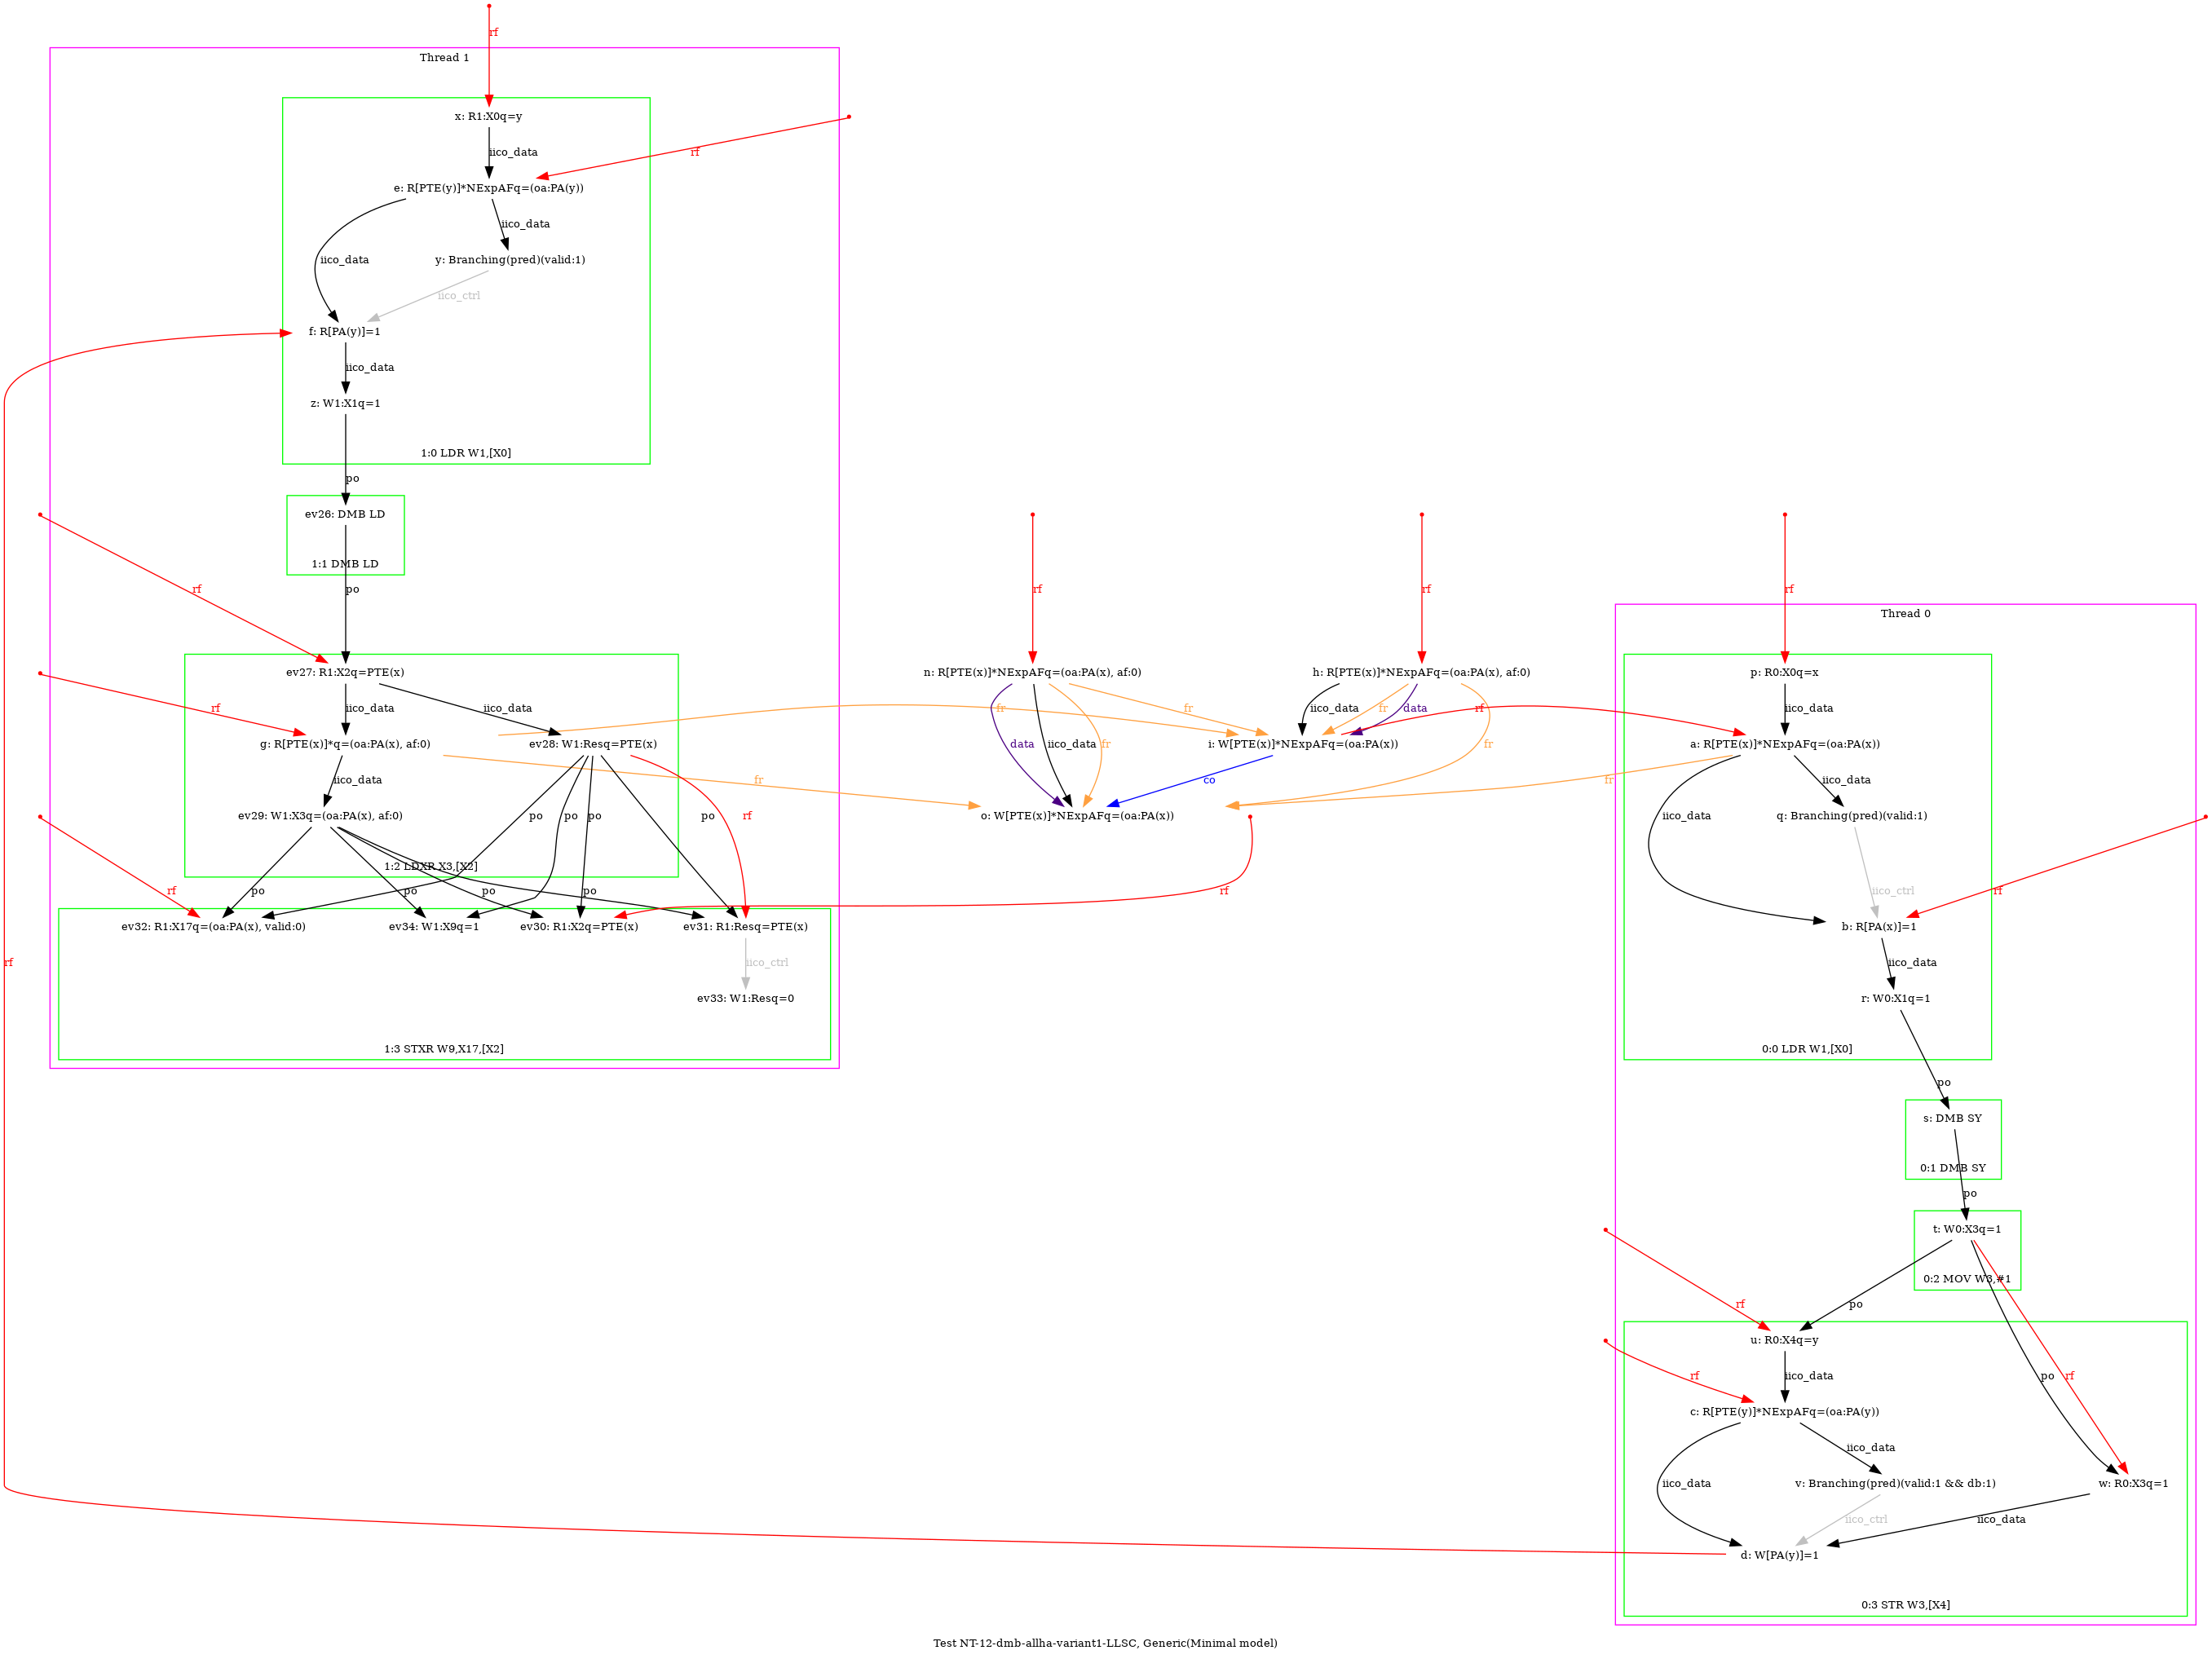 rf
Thread 1
x: R1:X0q=y
iico_data
rf
e: R[PTE(y)]*NExpAFq=(oa:PA(y))
iico_data
iico_data
y: Branching(pred)(valid:1)
iico_ctrl
f: R[PA(y)]=1
iico_data
z: W1:X1q=1
1:0 LDR W1,[X0]
po
ev26: DMB LD
1:1 DMB LD
po
rf
rf
rf
rf
Thread 0
ev27: R1:X2q=PTE(x)
n: R[PTE(x)]*NExpAFq=(oa:PA(x), af:0)
h: R[PTE(x)]*NExpAFq=(oa:PA(x), af:0)
p: R0:X0q=x
rf
iico_data
iico_data
fr
fr
iico_data
fr
data
rf
iico_data
g: R[PTE(x)]*q=(oa:PA(x), af:0)
ev28: W1:Resq=PTE(x)
data
iico_data
fr
i: W[PTE(x)]*NExpAFq=(oa:PA(x))
fr
a: R[PTE(x)]*NExpAFq=(oa:PA(x))
iico_data
fr
co
fr
iico_data
ev29: W1:X3q=(oa:PA(x), af:0)
po
po
po
po
rf
o: W[PTE(x)]*NExpAFq=(oa:PA(x))
iico_data
q: Branching(pred)(valid:1)
1:2 LDXR X3,[X2]
rf
po
po
po
po
rf
iico_ctrl
rf
ev32: R1:X17q=(oa:PA(x), valid:0)
ev34: W1:X9q=1
ev30: R1:X2q=PTE(x)
ev31: R1:Resq=PTE(x)
b: R[PA(x)]=1
rf
iico_ctrl
iico_data
ev33: W1:Resq=0
r: W0:X1q=1
1:3 STXR W9,X17,[X2]
0:0 LDR W1,[X0]
po
s: DMB SY
0:1 DMB SY
po
t: W0:X3q=1
0:2 MOV W3,#1
rf
po
u: R0:X4q=y
rf
iico_data
po
rf
c: R[PTE(y)]*NExpAFq=(oa:PA(y))
iico_data
iico_data
v: Branching(pred)(valid:1 && db:1)
w: R0:X3q=1
iico_ctrl
iico_data
d: W[PA(y)]=1
0:3 STR W3,[X4]
Test NT-12-dmb-allha-variant1-LLSC, Generic(Minimal model)